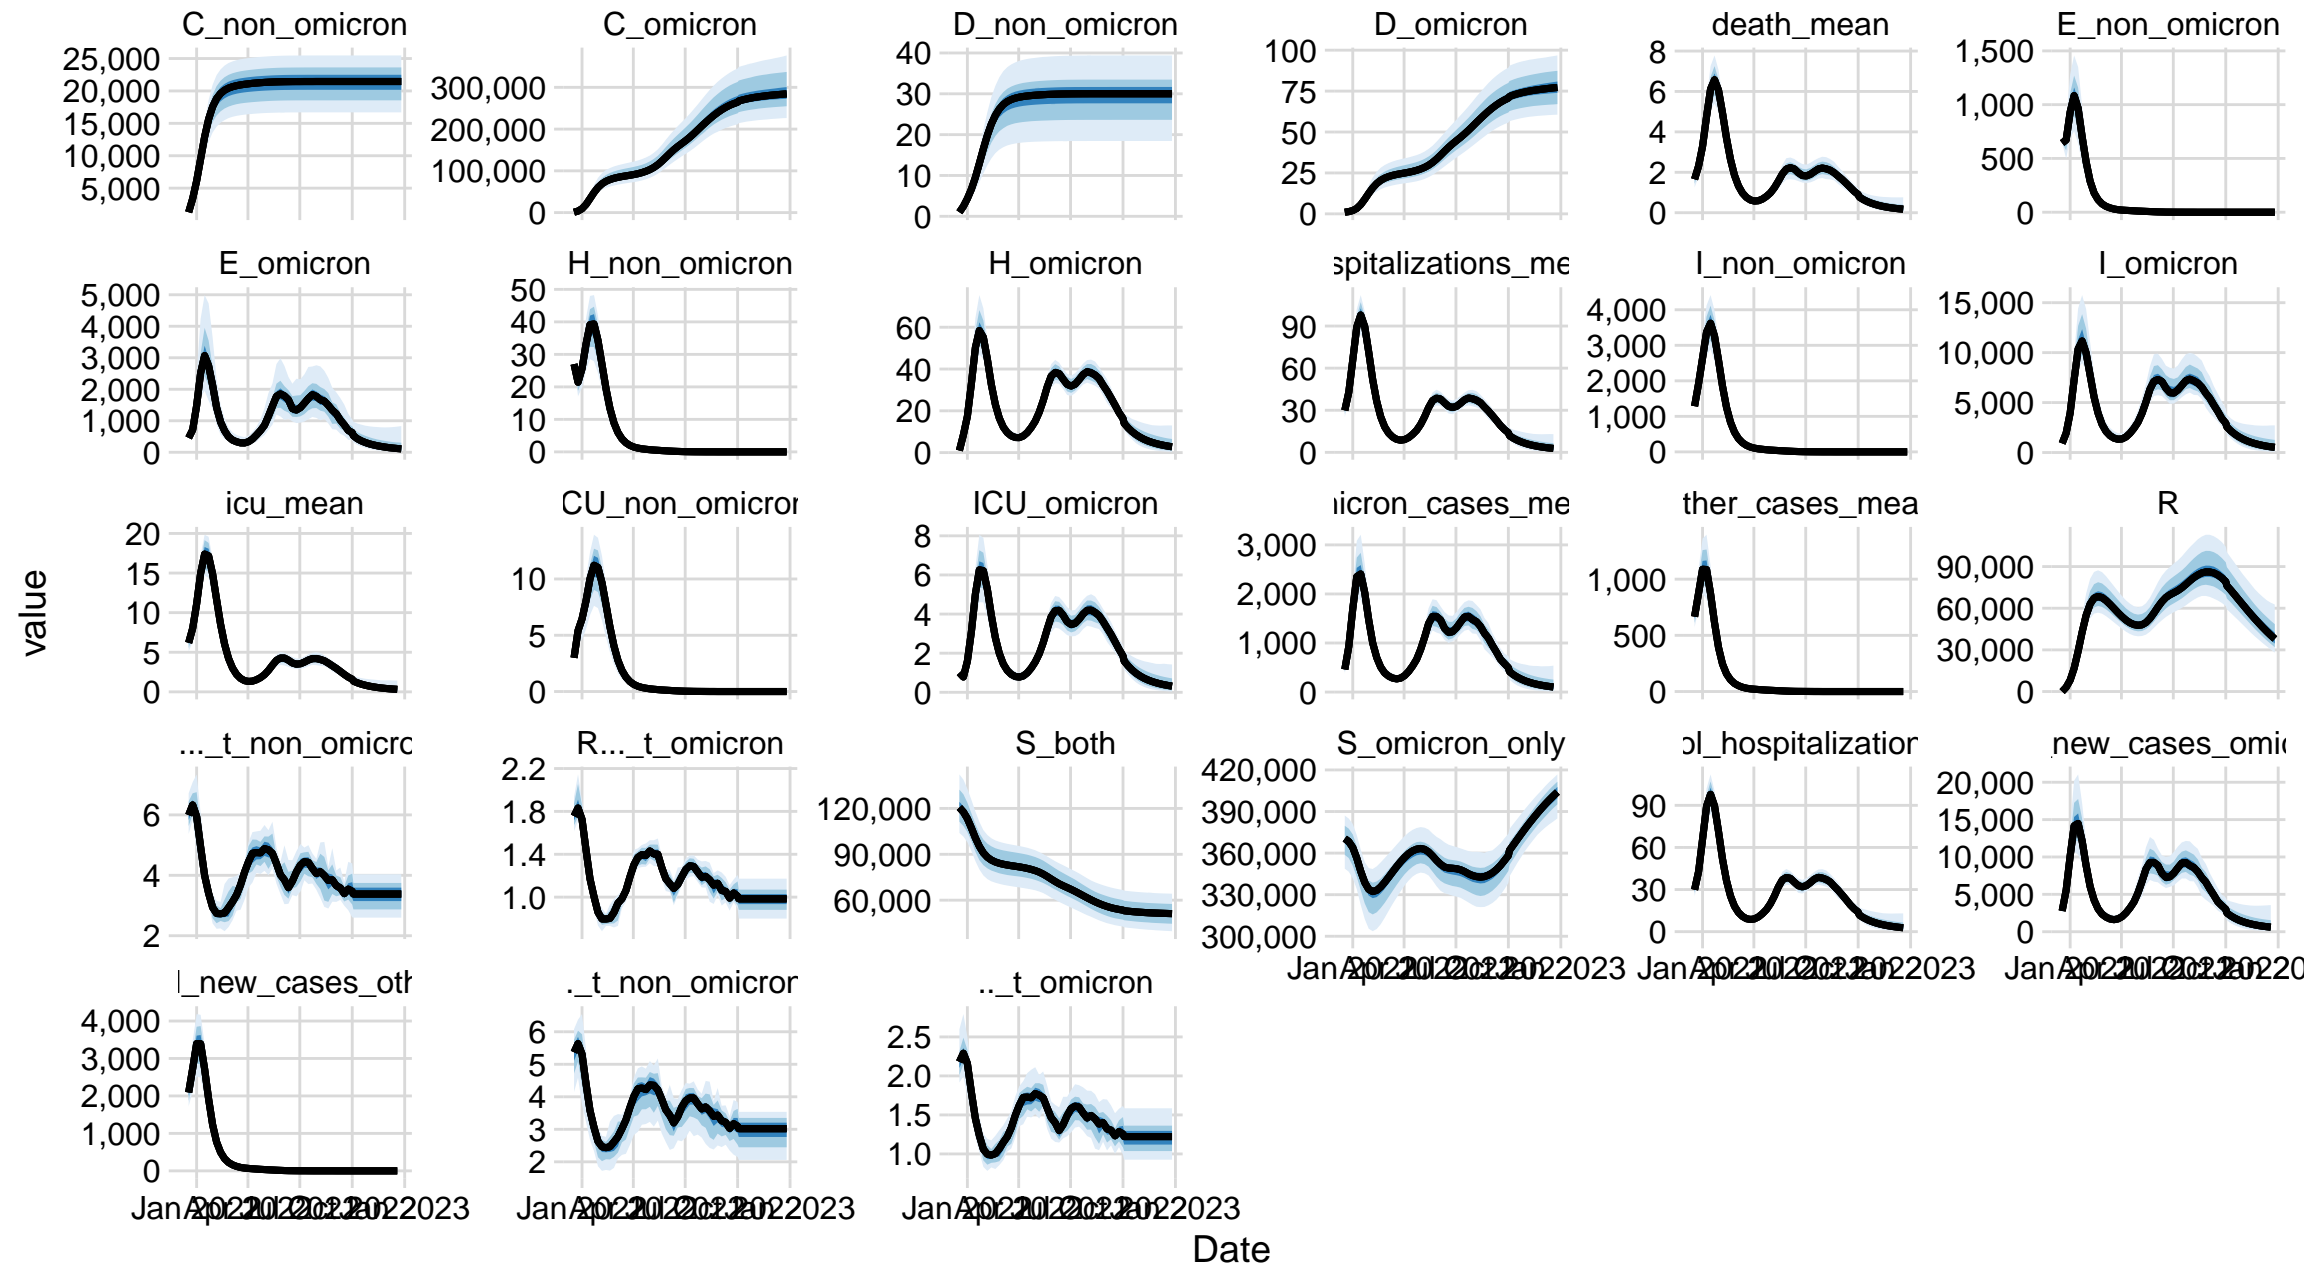 C_non_omicron C_omicron D_non_omicron D_omicron death_mean E_non_omicron
25,000 20,000 15,000 10,000 5,000
300,000 200,000 100,000 0
40 30 20 10 0
100 75 50 25 0
8 6 4 2 0
1,500 1,000 500 0
E_omicron H_non_omicron H_omicron spitalizations_me I_non_omicron I_omicron
5,000 4,000 3,000 2,000 1,000 0
50 40 30 20 10 0
60 40 20 0
90 60 30 0
4,000 3,000 2,000 1,000 0
15,000 10,000 5,000 0
icu_mean CU_non_omicron ICU_omicron icron_cases_me ther_cases_mea R
20 15 10 5 0
10 5 0
8 6 4 2 0
3,000 2,000 1,000 0
1,000 500 0
90,000 60,000 30,000 0
value
..._t_non_omicro R..._t_omicron S_both S_omicron_only ol_hospitalization new_cases_omic
6 4 2
2.2 1.8 1.4 1.0
120,000 90,000 60,000
420,000 390,000 360,000 330,000 300,000
90 60 30 0
20,000 15,000 10,000 5,000 0
l_new_cases_oth ._t_non_omicron .._t_omicron
4,000 3,000 2,000 1,000 0
6 5 4 3 2
2.5 2.0 1.5 1.0
Date